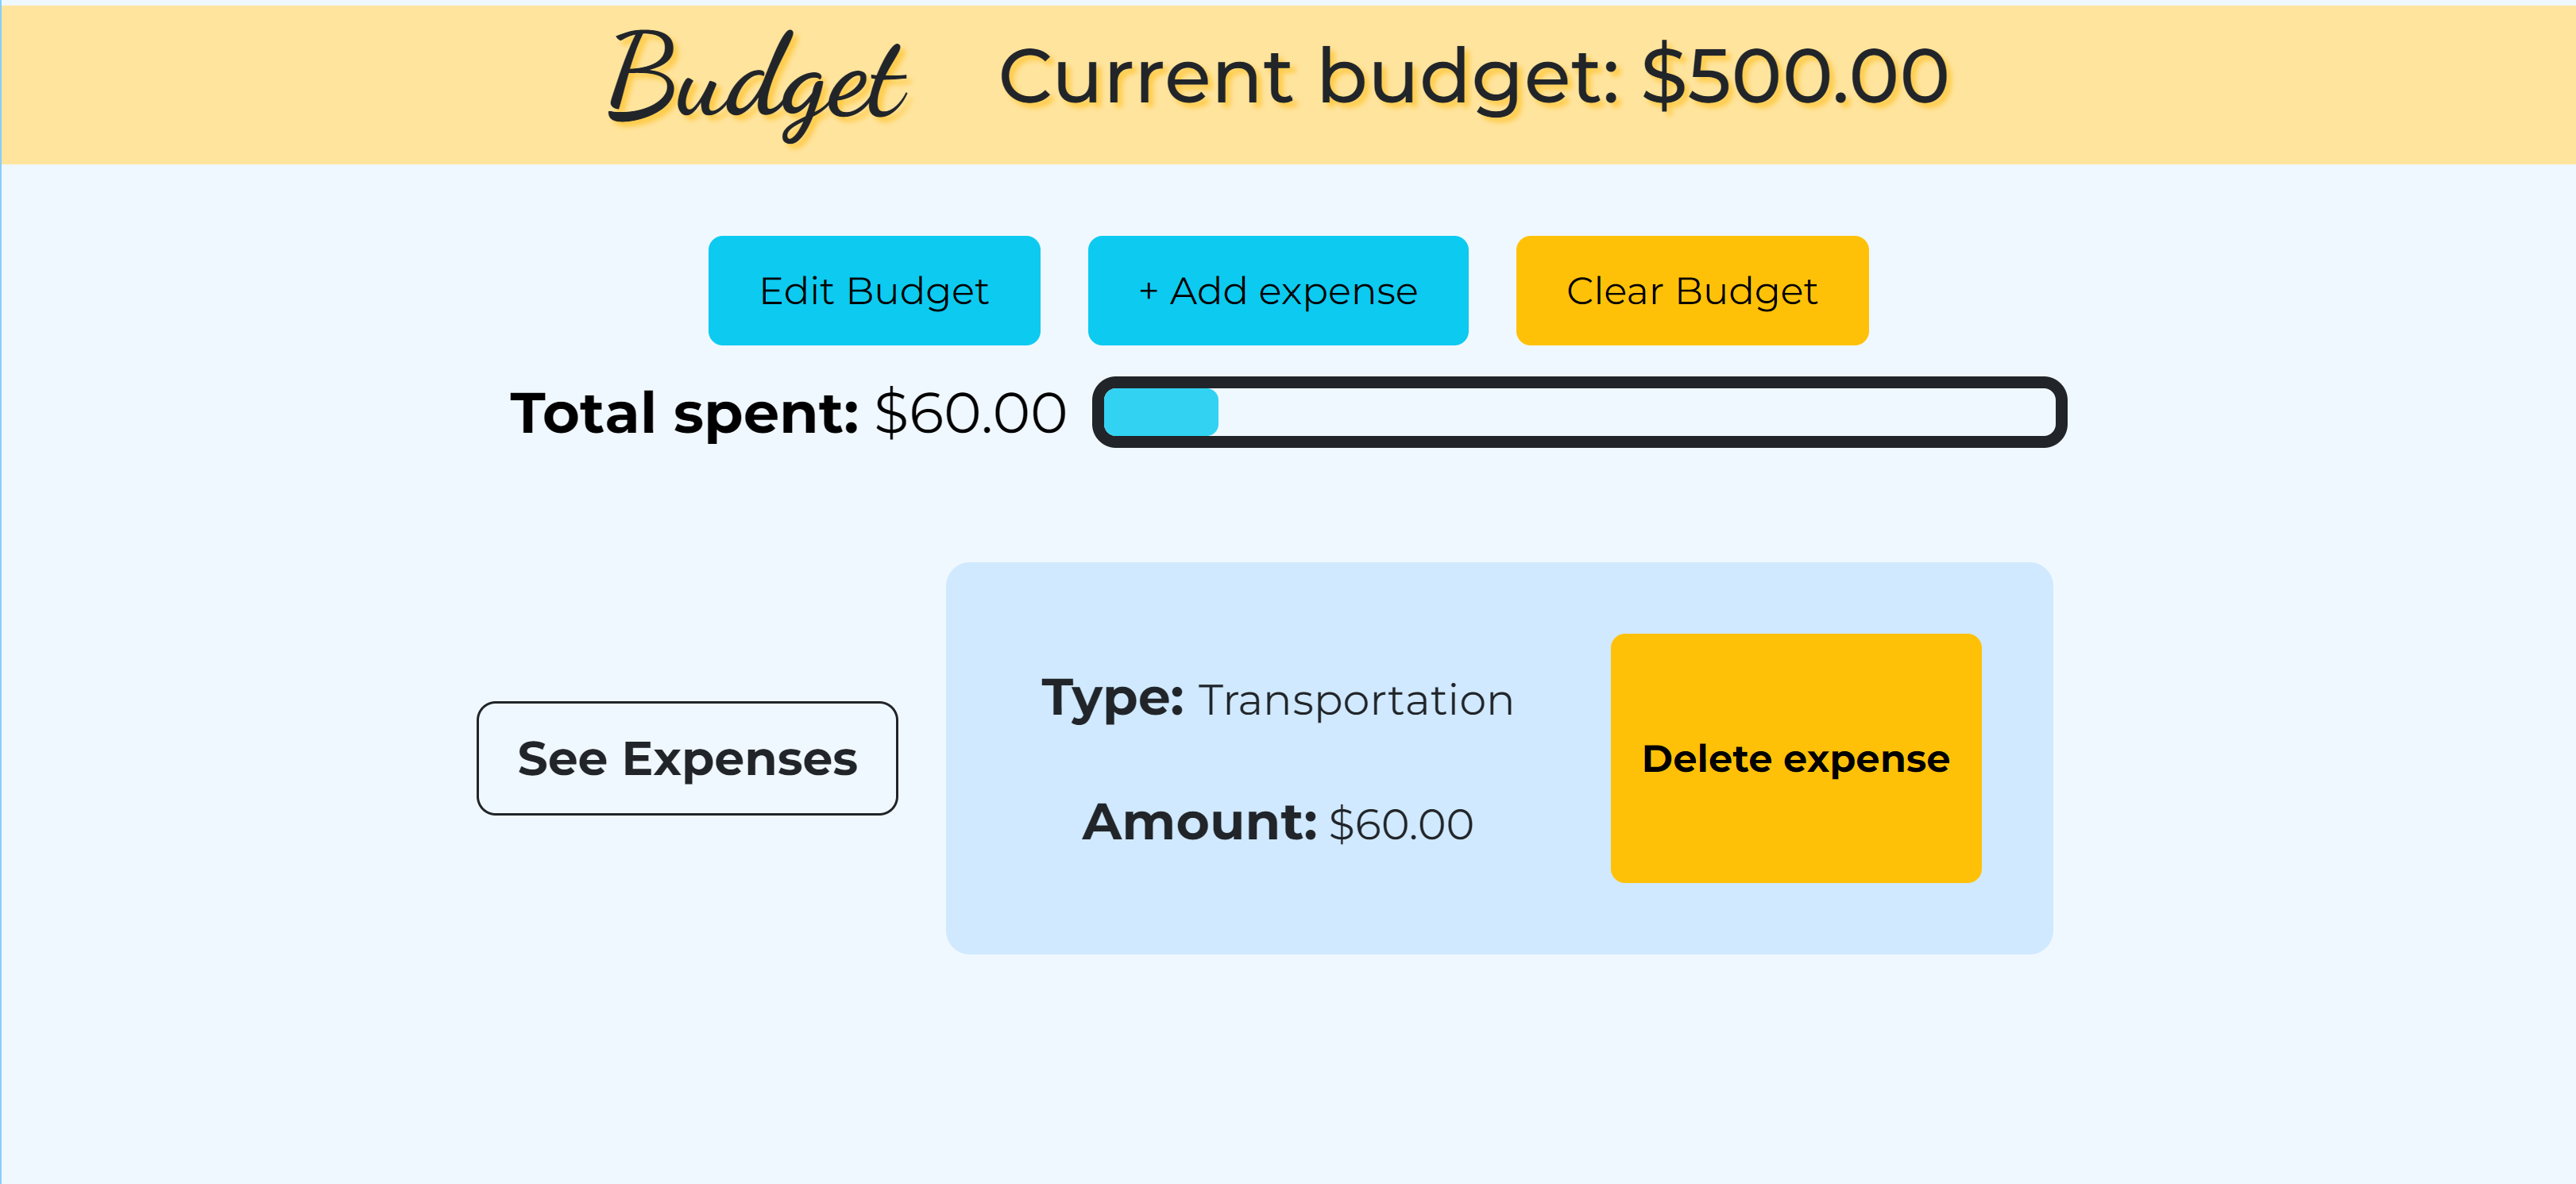 Budget Current budget: $500.00
Edit Budget + Add expense Clear Budget
Total spent: $60.00
See Expenses
Type: Transportation
Amount: $60.00
Delete expense